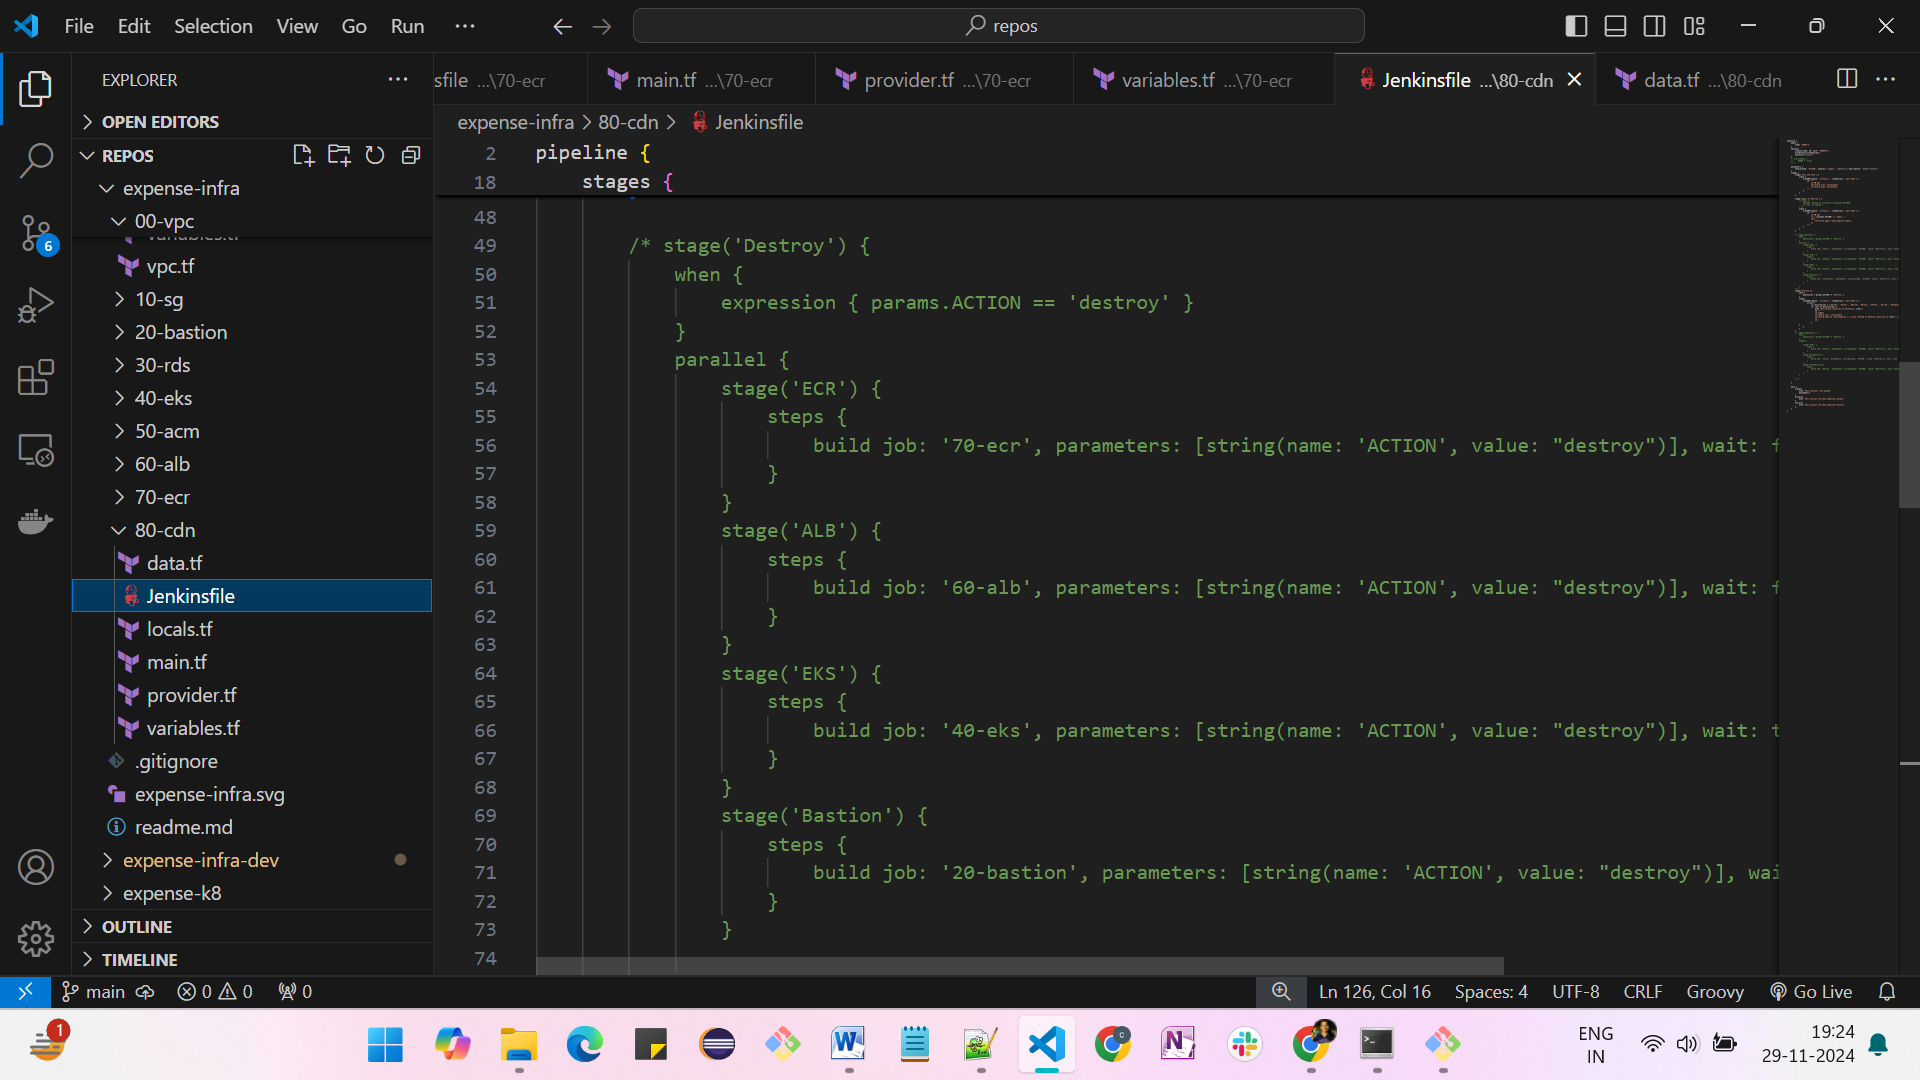 File Edit Selection View Go Run ···
repos
EXPLORER
sfile ...\70-ecr
main.tf ...\70-ecr
provider.tf ...\70-ecr
variables.tf ...\70-ecr
Jenkinsfile ...\80-cdn
data.tf ...\80-cdn
OPEN EDITORS
REPOS
expense-infra
00-vpc
variables.tf
vpc.tf
10-sg
20-bastion
30-rds
40-eks
50-acm
60-alb
70-ecr
80-cdn
data.tf
Jenkinsfile
locals.tf
main.tf
provider.tf
variables.tf
.gitignore
expense-infra.svg
readme.md
expense-infra-dev
expense-k8
OUTLINE
TIMELINE
6
expense-infra > 80-cdn > Jenkinsfile
2 pipeline {
18 stages {
48
49 /* stage('Destroy') {
50 when {
51 expression { params.ACTION == 'destroy' }
52 }
53 parallel {
54 stage('ECR') {
55 steps {
56 build job: '70-ecr', parameters: [string(name: 'ACTION', value: "destroy")], wait: f
57 }
58 }
59 stage('ALB') {
60 steps {
61 build job: '60-alb', parameters: [string(name: 'ACTION', value: "destroy")], wait: f
62 }
63 }
64 stage('EKS') {
65 steps {
66 build job: '40-eks', parameters: [string(name: 'ACTION', value: "destroy")], wait: t
67 }
68 }
69 stage('Bastion') {
70 steps {
71 build job: '20-bastion', parameters: [string(name: 'ACTION', value: "destroy")], wai
72 }
73 }
74
main 0 0 0
Ln 126, Col 16 Spaces: 4 UTF-8 CRLF Groovy Go Live
1
ENG
IN
19:24
29-11-2024